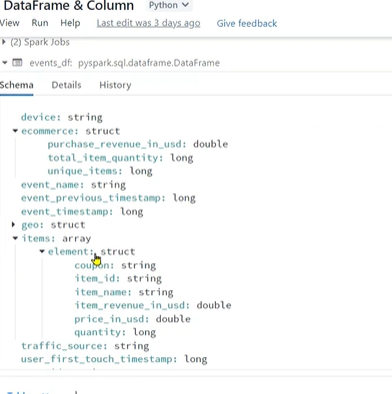 DataFrame & Column Python
View Run Help Last edit was 3 days ago Give feedback
(2) Spark Jobs
events_df: pyspark.sql.dataframe.DataFrame
Schema Details History
device: string
ecommerce: struct
purchase_revenue_in_usd: double
total_item_quantity: long
unique_items: long
event_name: string
event_previous_timestamp: long
event_timestamp: long
geo: struct
items: array
element: struct
coupon: string
item_id: string
item_name: string
item_revenue_in_usd: double
price_in_usd: double
quantity: long
traffic_source: string
user_first_touch_timestamp: long